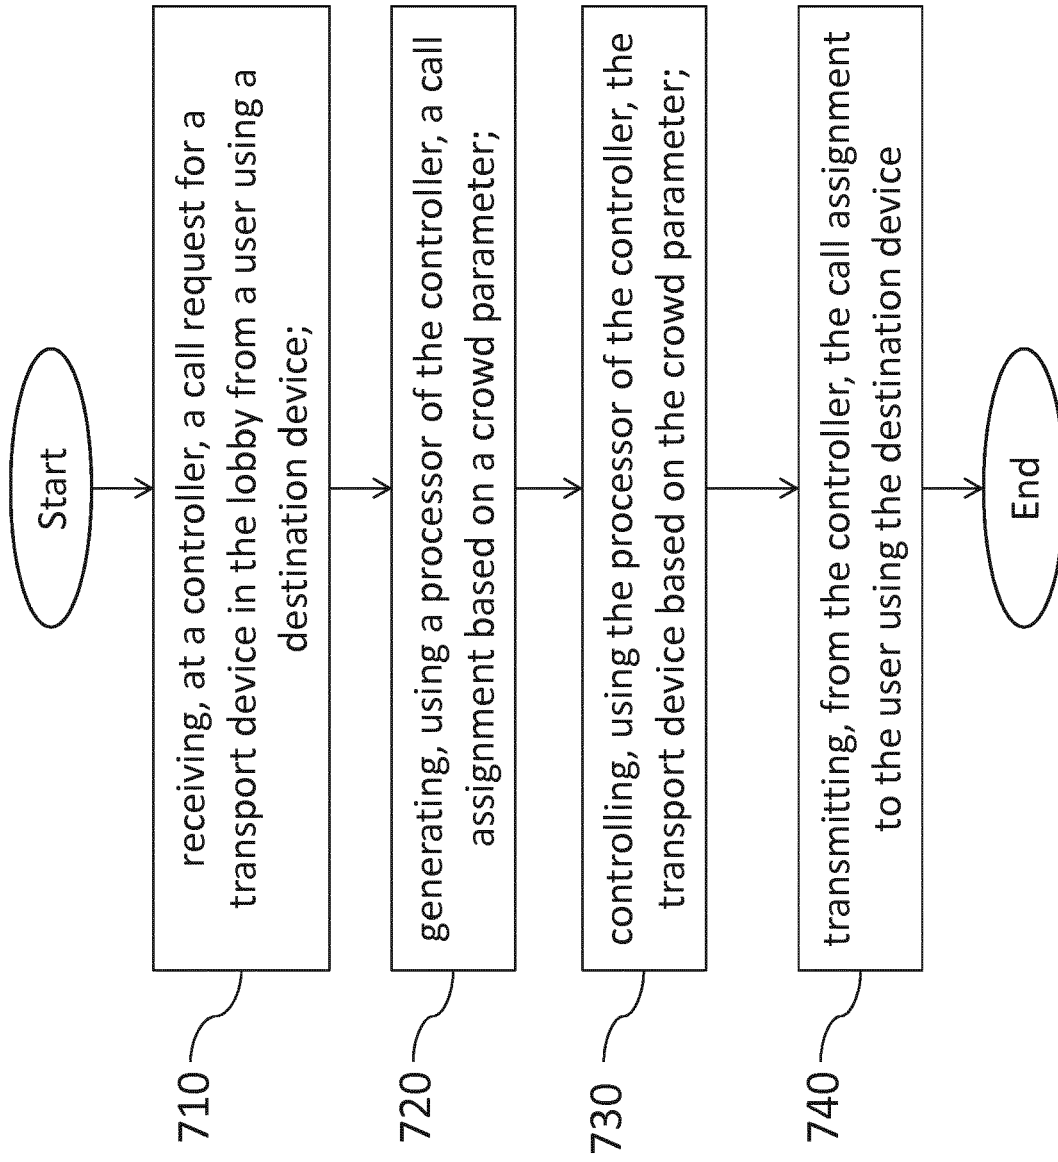 Start
710
receiving, at a controller, a call request for a
transport device in the lobby from a user using a
destination device;
720
generating, using a processor of the controller, a call
assignment based on a crowd parameter;
730
controlling, using the processor of the controller, the
transport device based on the crowd parameter;
740
transmitting, from the controller, the call assignment
to the user using the destination device
End